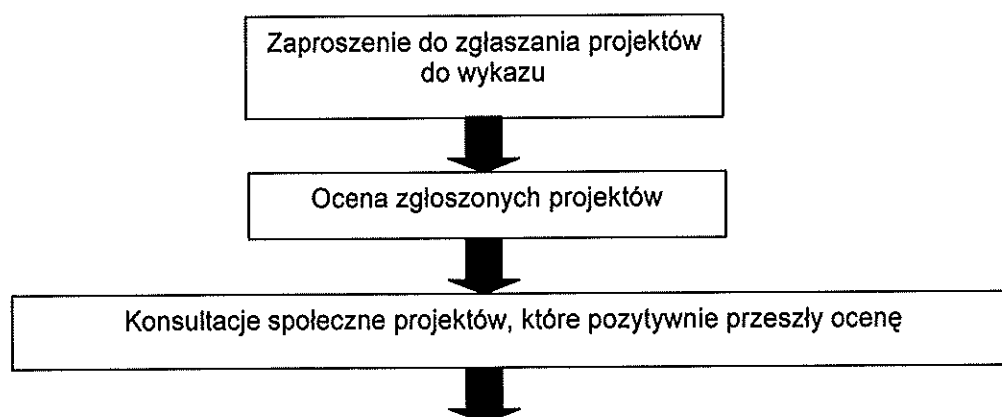 Zaproszenie do zgłaszania projektów
do wykazu
Ocena zgłoszonych projektów
Konsultacje społeczne projektów, które pozytywnie przeszły ocenę